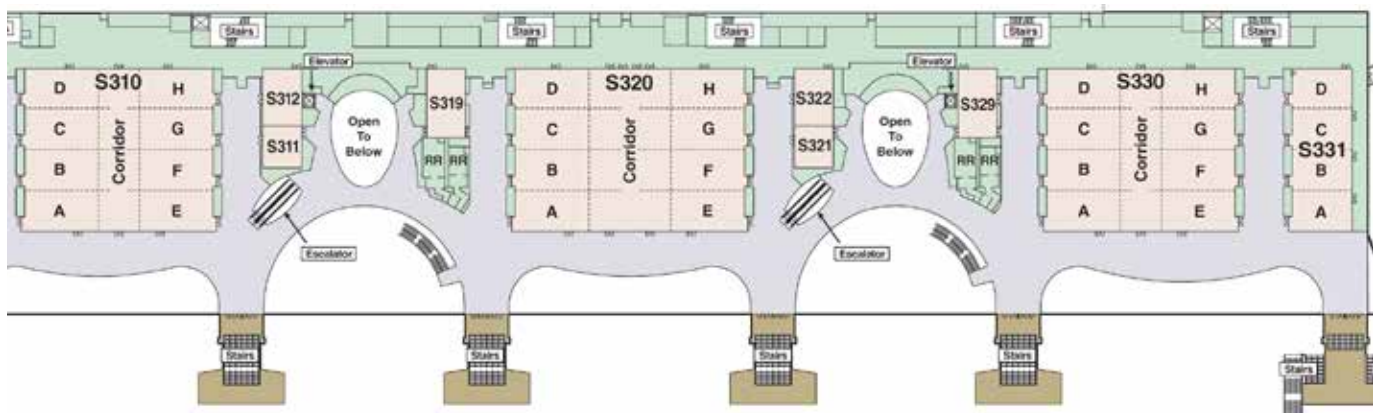 Stairs
Stairs
Stairs
Stairs
Stairs
Elevator
Elevator
D
S310
H
C
G
Corridor
B
F
A
E
S312
S311
Open
To
Below
S319
RR
RR
Escalator
D
S320
H
C
G
Corridor
B
F
A
E
S322
S321
Open
To
Below
S329
RR
RR
Escalator
D
S330
H
C
G
Corridor
B
F
A
E
D
C
S331
B
A
Stairs
Stairs
Stairs
Stairs
Stairs